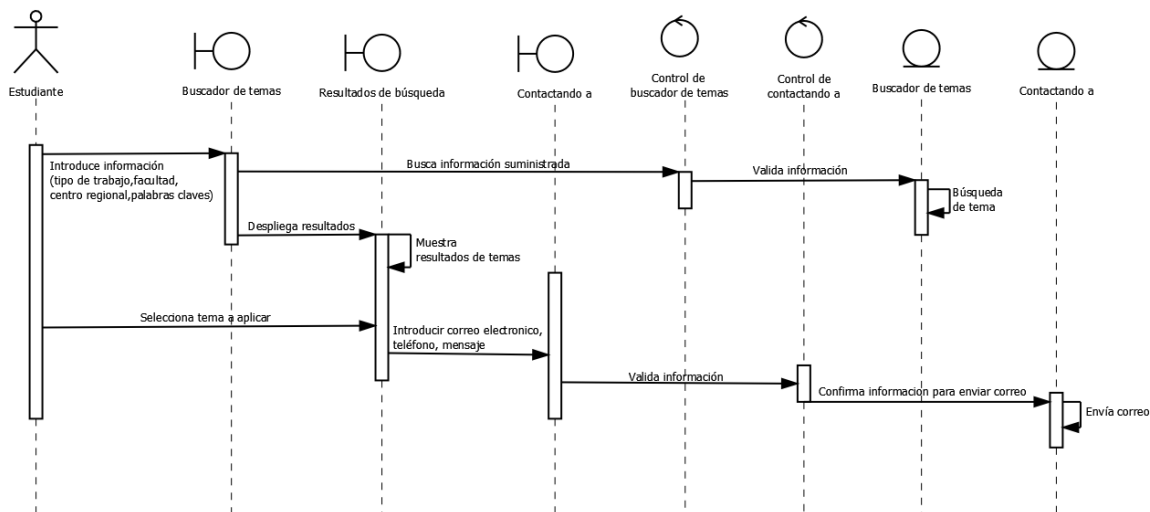 Estudiante
Buscador de temas
Resultados de búsqueda
Contactando a
Control de
buscador de temas
Control de
contactando a
Buscador de temas
Contactando a
Introduce información
(tipo de trabajo,facultad,
centro regional,palabras claves)
Busca información suministrada
Valida información
Búsqueda
de tema
Despliega resultados
Muestra
resultados de temas
Selecciona tema a aplicar
Introducir correo electronico,
teléfono, mensaje
Valida información
Confirma informacion para enviar correo
Envía correo